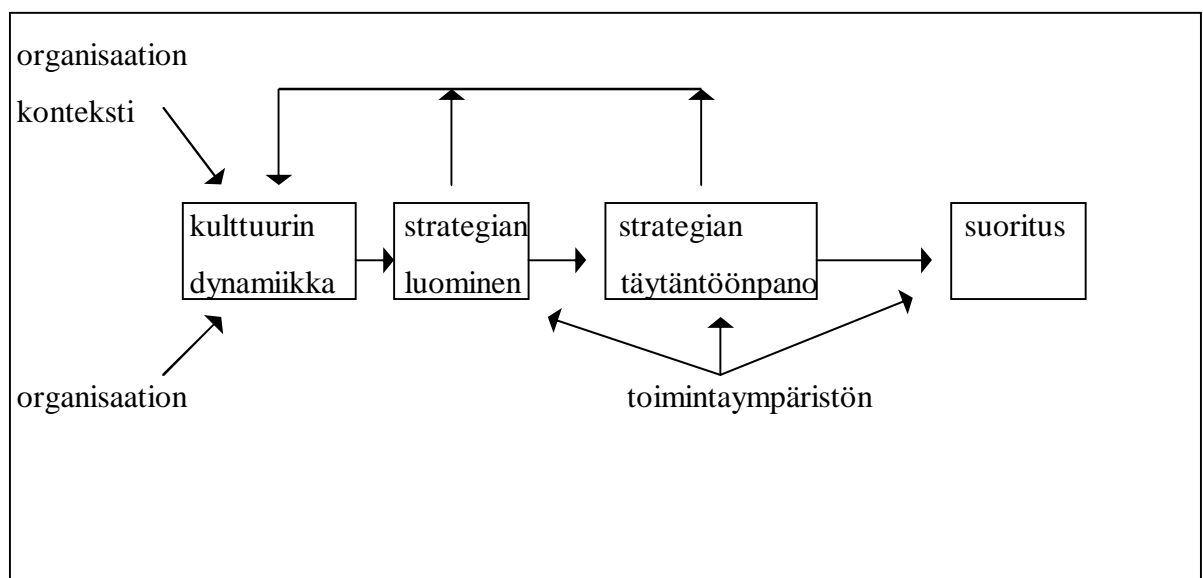 organisaation
konteksti
kulttuurin
dynamiikka
strategian
luominen
strategian
täytäntöönpano
suoritus
organisaation
toimintaympäristön